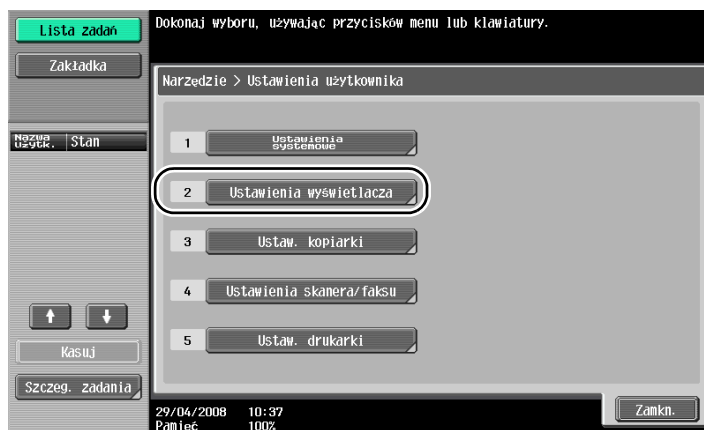 Lista zadań
Zakładka
Nazwa użytk.
Stan
Kasuj
Szczeg. zadania
Dokonaj wyboru, używając przycisków menu lub klawiatury.
Narzędzie > Ustawienia użytkownika
1 Ustawienia systemowe
2 Ustawienia wyświetlacza
3 Ustaw. kopiarki
4 Ustawienia skanera/faksu
5 Ustaw. drukarki
29/04/2008 10:37
Pamięć 100%
Zamkn.